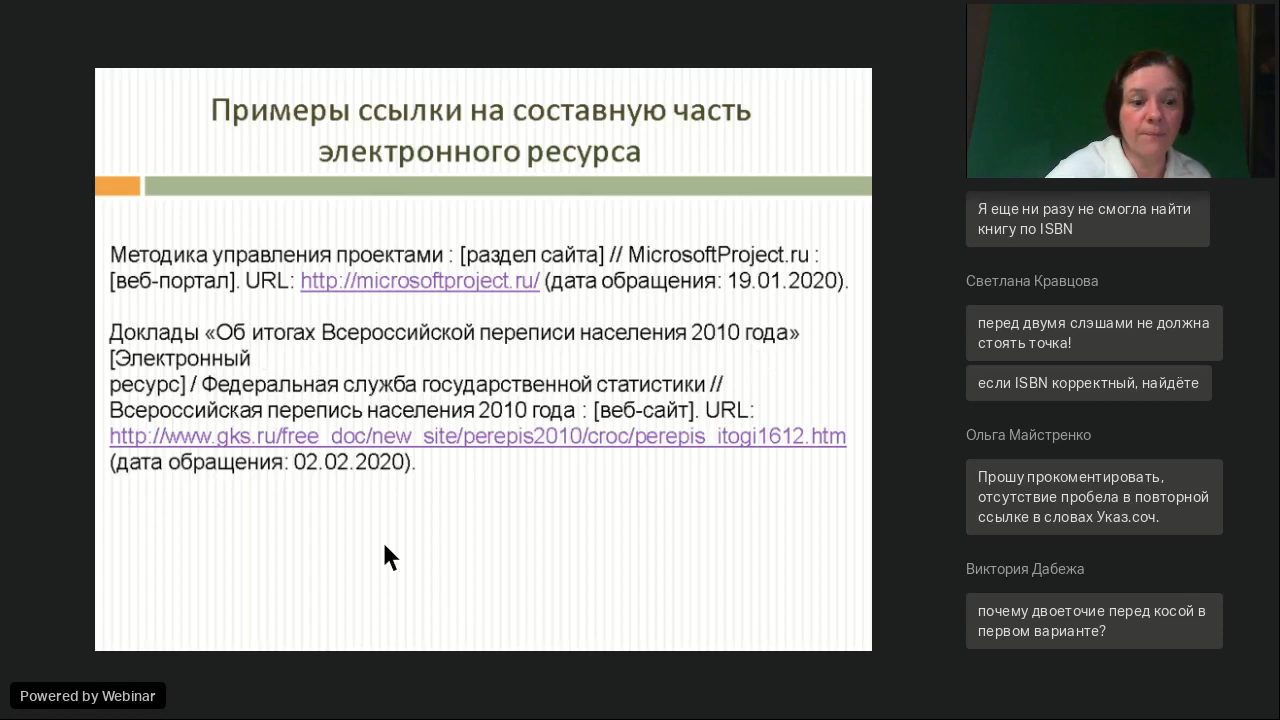 Примеры ссылки на составную часть
электронного ресурса
Методика управления проектами : [раздел сайта] // MicrosoftProject.ru :
[веб-портал]. URL: http://microsoftproject.ru/ (дата обращения: 19.01.2020).
Доклады «Об итогах Всероссийской переписи населения 2010 года»
[Электронный
ресурс] / Федеральная служба государственной статистики //
Всероссийская перепись населения 2010 года : [веб-сайт]. URL:
http://www.gks.ru/free_doc/new_site/perepis2010/croc/perepis_itogi1612.htm
(дата обращения: 02.02.2020).
Я еще ни разу не смогла найти
книгу по ISBN
Светлана Кравцова
перед двумя слэшами не должна
стоять точка!
если ISBN корректный, найдёте
Ольга Майстренко
Прошу прокоментировать,
отсутствие пробела в повторной
ссылке в словах Указ.соч.
Виктория Дабежа
почему двоеточие перед косой в
первом варианте?
Powered by Webinar